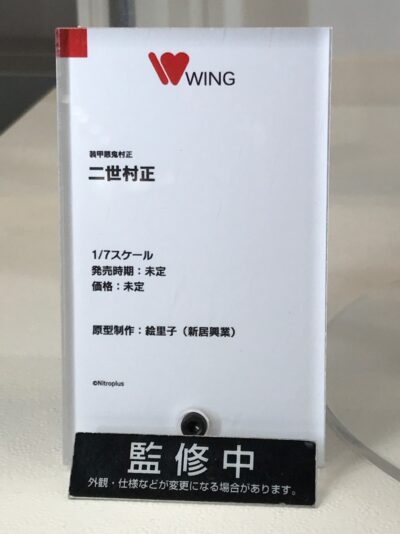 WING
装甲悪鬼村正
二世村正
1/7スケール
発売時期：未定
価格：未定
原型制作：絵里子（新居興業）
©Nitroplus
監修中
外観・仕様などが変更になる場合があります。